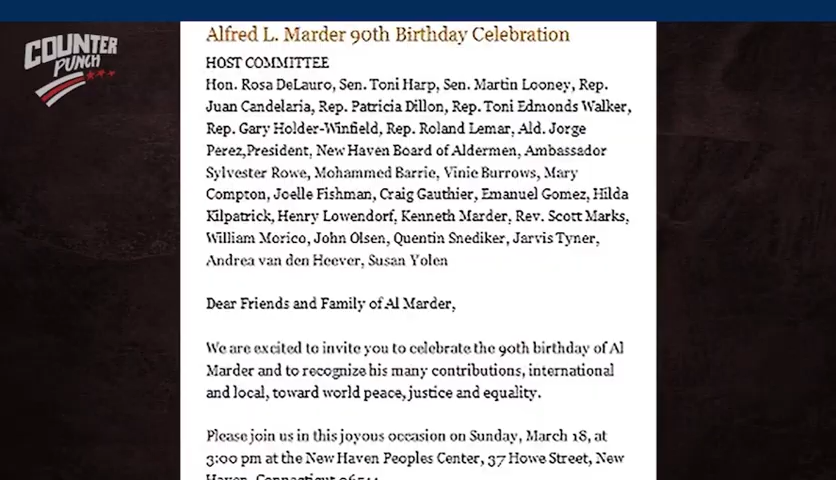 COUNTER
PUNCH
Alfred L. Marder 90th Birthday Celebration
HOST COMMITTEE
Hon. Rosa DeLauro, Sen. Toni Harp, Sen. Martin Looney, Rep.
Juan Candelaria, Rep. Patricia Dillon, Rep. Toni Edmonds Walker,
Rep. Gary Holder-Winfield, Rep. Roland Lemar, Ald. Jorge
Perez,President, New Haven Board of Aldermen, Ambassador
Sylvester Rowe, Mohammed Barrie, Vinie Burrows, Mary
Compton, Joelle Fishman, Craig Gauthier, Emanuel Gomez, Hilda
Kilpatrick, Henry Lowendorf, Kenneth Marder, Rev. Scott Marks,
William Morico, John Olsen, Quentin Snediker, Jarvis Tyner,
Andrea van den Heever, Susan Yolen
Dear Friends and Family of Al Marder,
We are excited to invite you to celebrate the 90th birthday of Al
Marder and to recognize his many contributions, international
and local, toward world peace, justice and equality.
Please join us in this joyous occasion on Sunday, March 18, at
3:00 pm at the New Haven Peoples Center, 37 Howe Street, New
Haven, Connecticut